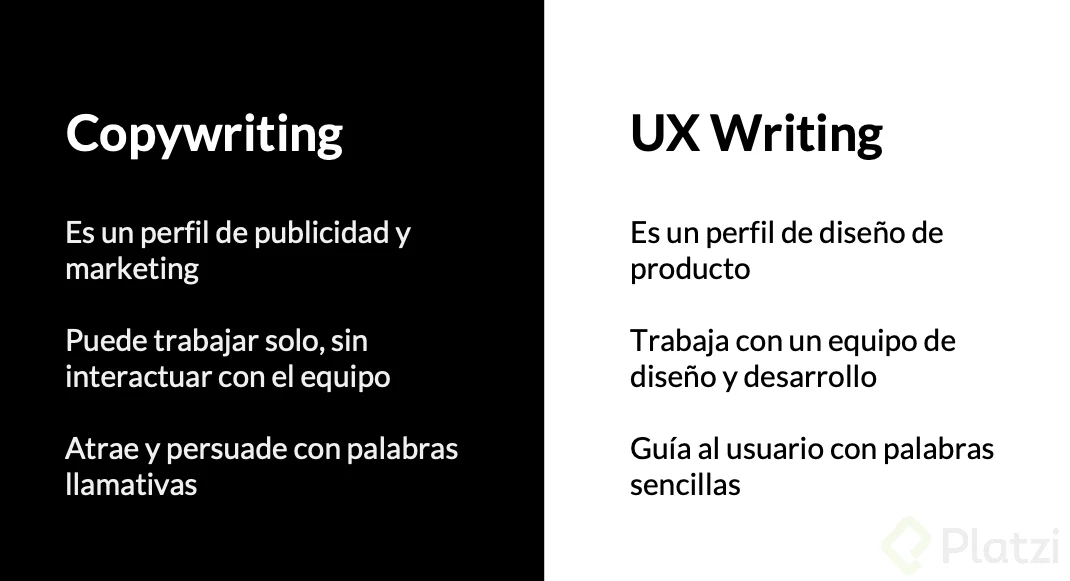 Copywriting
Es un perfil de publicidad y
marketing
Puede trabajar solo, sin
interactuar con el equipo
Atrae y persuade con palabras
llamativas
UX Writing
Es un perfil de diseño de
producto
Trabaja con un equipo de
diseño y desarrollo
Guía al usuario con palabras
sencillas
Platzi